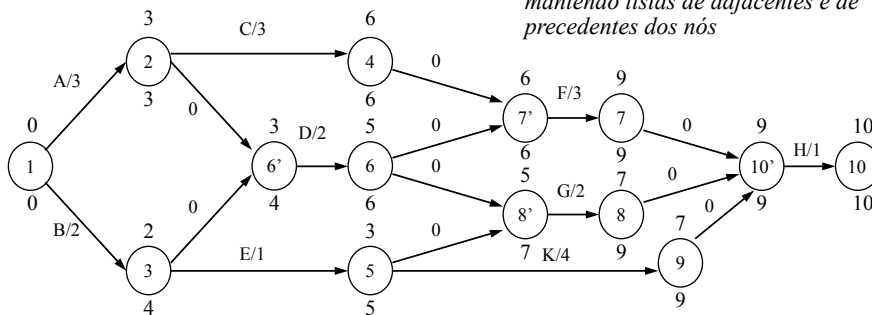 mantendo listas de adjacentes e de
precedentes dos nós
3 C/3 6
2 4
A/3 3 0 6 0 6 F/3 9
0 3 D/2 5 0 7' 7 0 9 H/1 10
1 6' 6 6 9 10' 10
0 4 6 0 5 G/2 7 0 9 10
B/2 0 8' 8 7 0
2 E/1 3 0 7 K/4 9
3 5 9
4 5 9